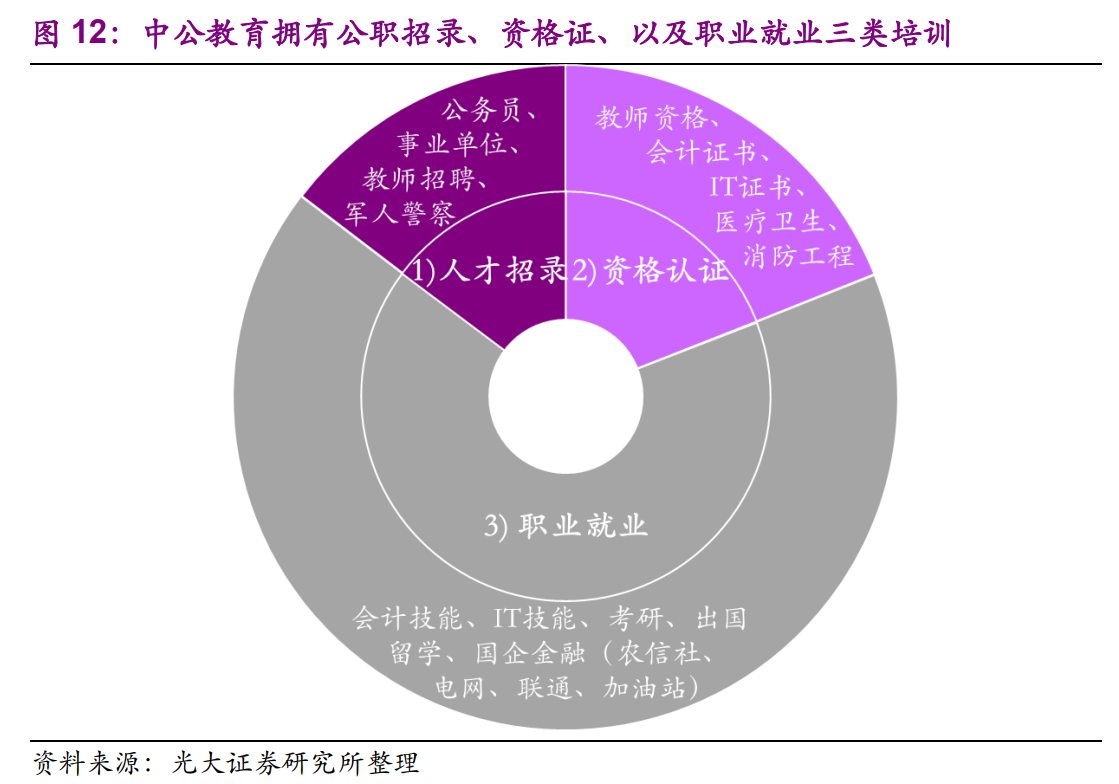 图 12：中公教育拥有公职招录、资格证、以及职业就业三类培训
公务员、
事业单位、
教师招聘、
军人警察
教师资格、
会计证书、
IT证书、
医疗卫生、
消防工程
1)人才招录
2)资格认证
3) 职业就业
会计技能、IT技能、考研、出国
留学、国企金融（农信社、
电网、联通、加油站）
资料来源：光大证券研究所整理